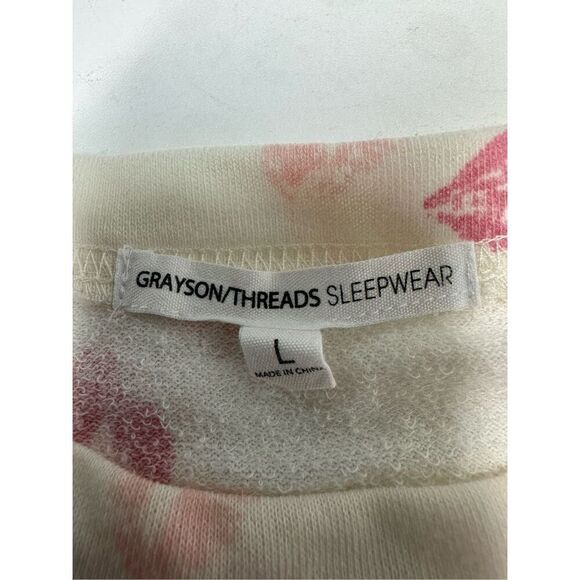 GRAYSON/THREADS SLEEPWEAR
L
MADE IN CHINA